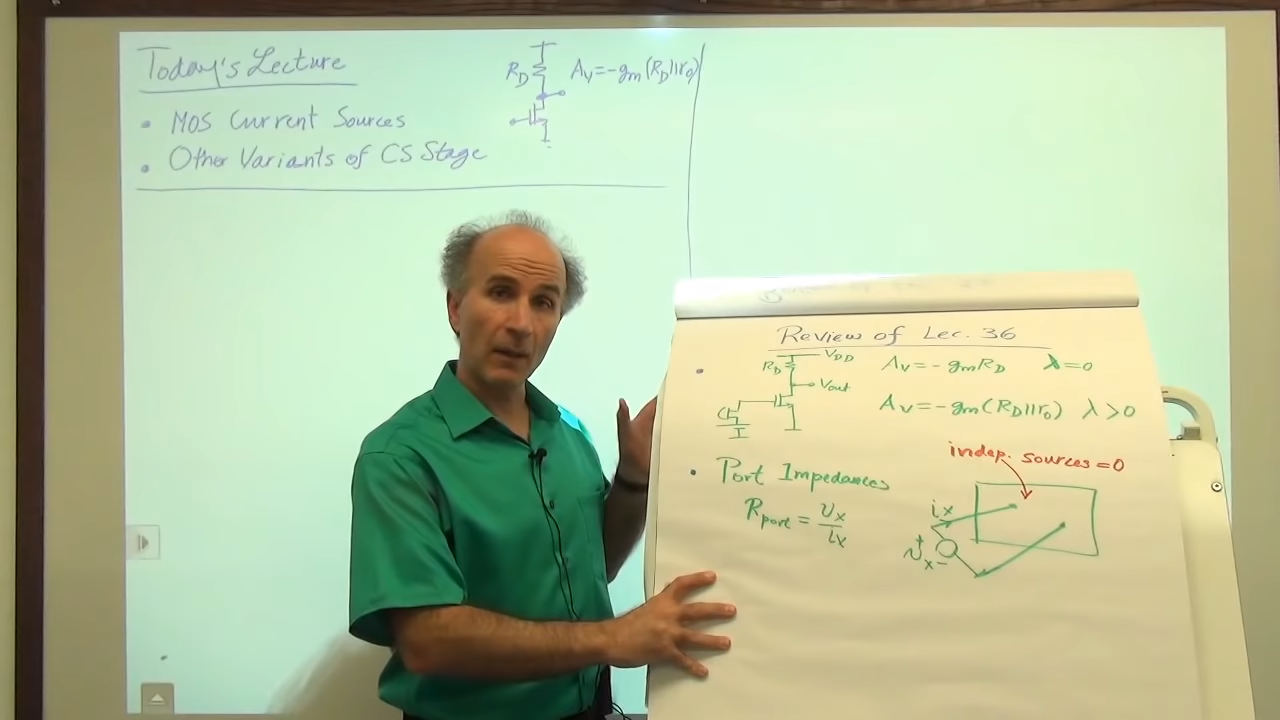 Today's Lecture
• MOS Current Sources
• Other Variants of CS Stage
R_D
A_v = -g_m (R_D || r_o)
Review of Lec. 36
• R_D V_DD A_v = -g_m R_D λ = 0
Vout
A_v = -g_m (R_D || r_o) λ > 0
• Port Impedances
indep. sources = 0
R_port = v_x / i_x
i_x
+ v_x -